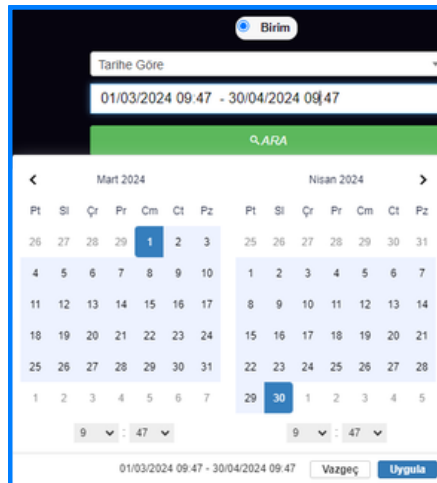 Birim
Tarihe Göre
01/03/2024 09:47 - 30/04/2024 09:47
ARA
Mart 2024
Pt Sl Çr Pr Cm Ct Pz
26 27 28 29 1 2 3
4 5 6 7 8 9 10
11 12 13 14 15 16 17
18 19 20 21 22 23 24
25 26 27 28 29 30 31
1 2 3 4 5 6 7
9 : 47
Nisan 2024
Pt Sl Çr Pr Cm Ct Pz
25 26 27 28 29 30 31
1 2 3 4 5 6 7
8 9 10 11 12 13 14
15 16 17 18 19 20 21
22 23 24 25 26 27 28
29 30 1 2 3 4 5
9 : 47
01/03/2024 09:47 - 30/04/2024 09:47 Vazgeç Uygula